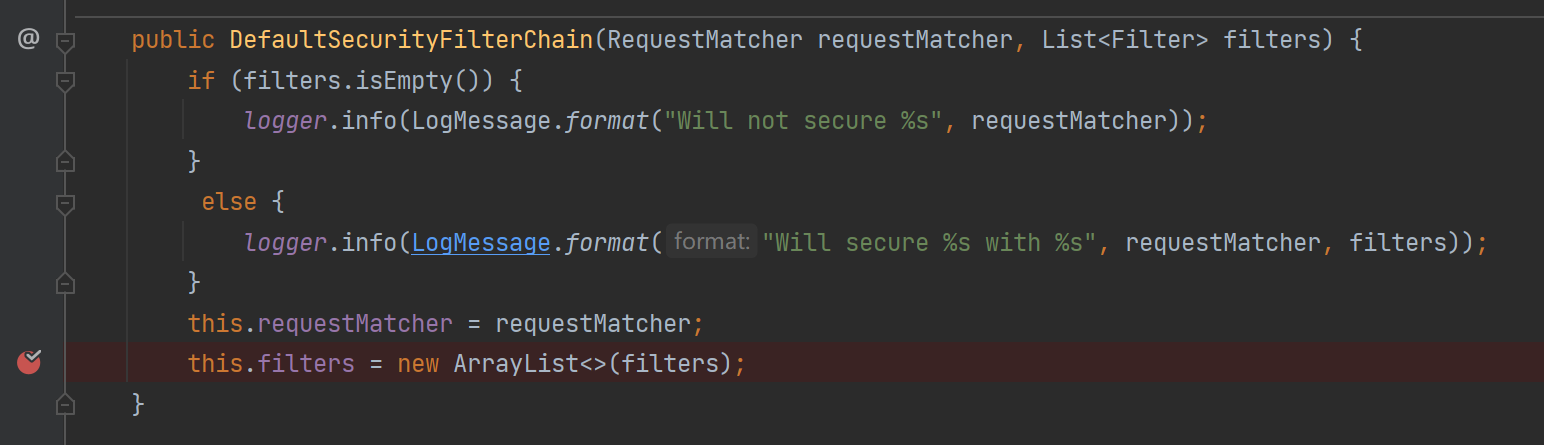 @
public DefaultSecurityFilterChain(RequestMatcher requestMatcher, List<Filter> filters) {
if (filters.isEmpty()) {
logger.info(LogMessage.format("Will not secure %s", requestMatcher));
}
else {
logger.info(LogMessage.format( format: "Will secure %s with %s", requestMatcher, filters));
}
this.requestMatcher = requestMatcher;
this.filters = new ArrayList<>(filters);
}